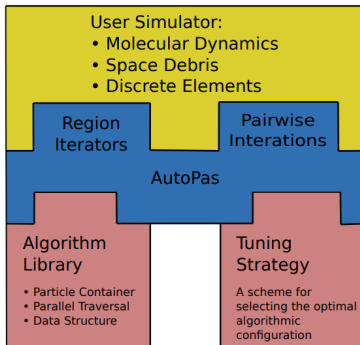 User Simulator:
• Molecular Dynamics
• Space Debris
• Discrete Elements
Region
Iterators
Pairwise
Interations
AutoPas
Algorithm
Library
• Particle Container
• Parallel Traversal
• Data Structure
Tuning
Strategy
A scheme for
selecting the optimal
algorithmic
configuration